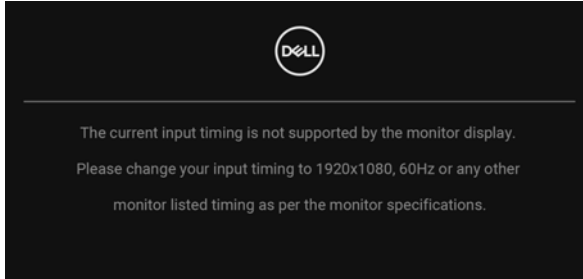 DELL
The current input timing is not supported by the monitor display.
Please change your input timing to 1920x1080, 60Hz or any other
monitor listed timing as per the monitor specifications.